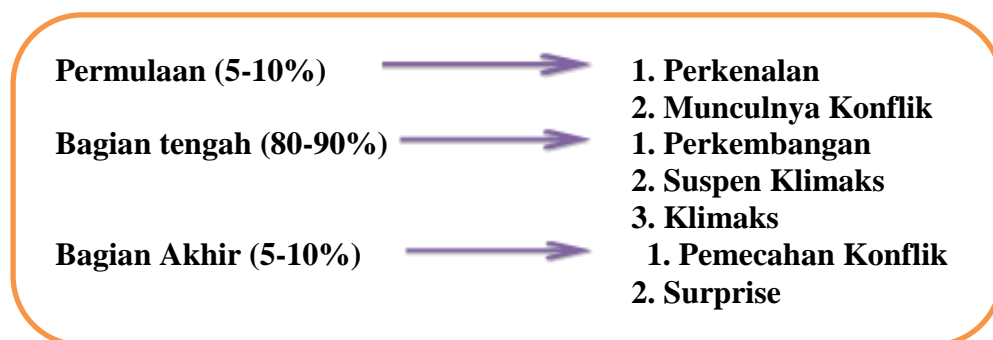 Permulaan (5-10%) 1. Perkenalan
2. Munculnya Konflik
Bagian tengah (80-90%) 1. Perkembangan
2. Suspen Klimaks
3. Klimaks
Bagian Akhir (5-10%) 1. Pemecahan Konflik
2. Surprise